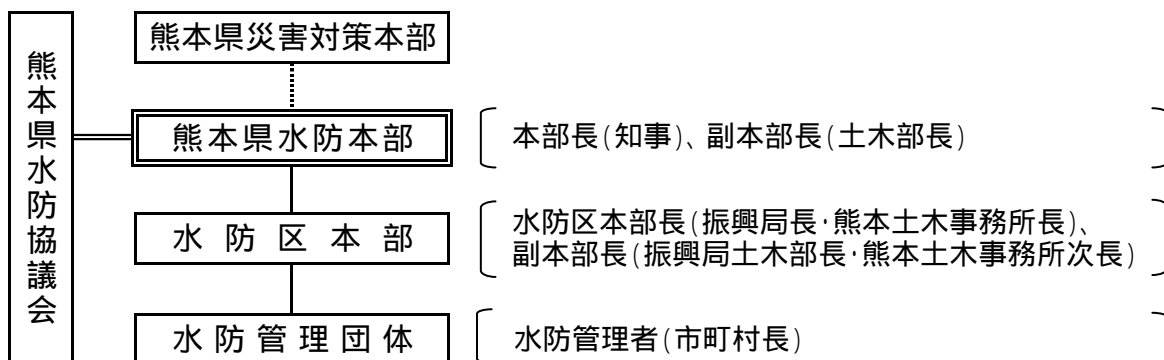 熊本県水防協議会
熊本県災害対策本部
熊本県水防本部
本部長(知事)、副本部長(土木部長)
水防区本部
水防区本部長(振興局長・熊本土木事務所長)、
副本部長(振興局土木部長・熊本土木事務所次長)
水防管理団体
水防管理者(市町村長)